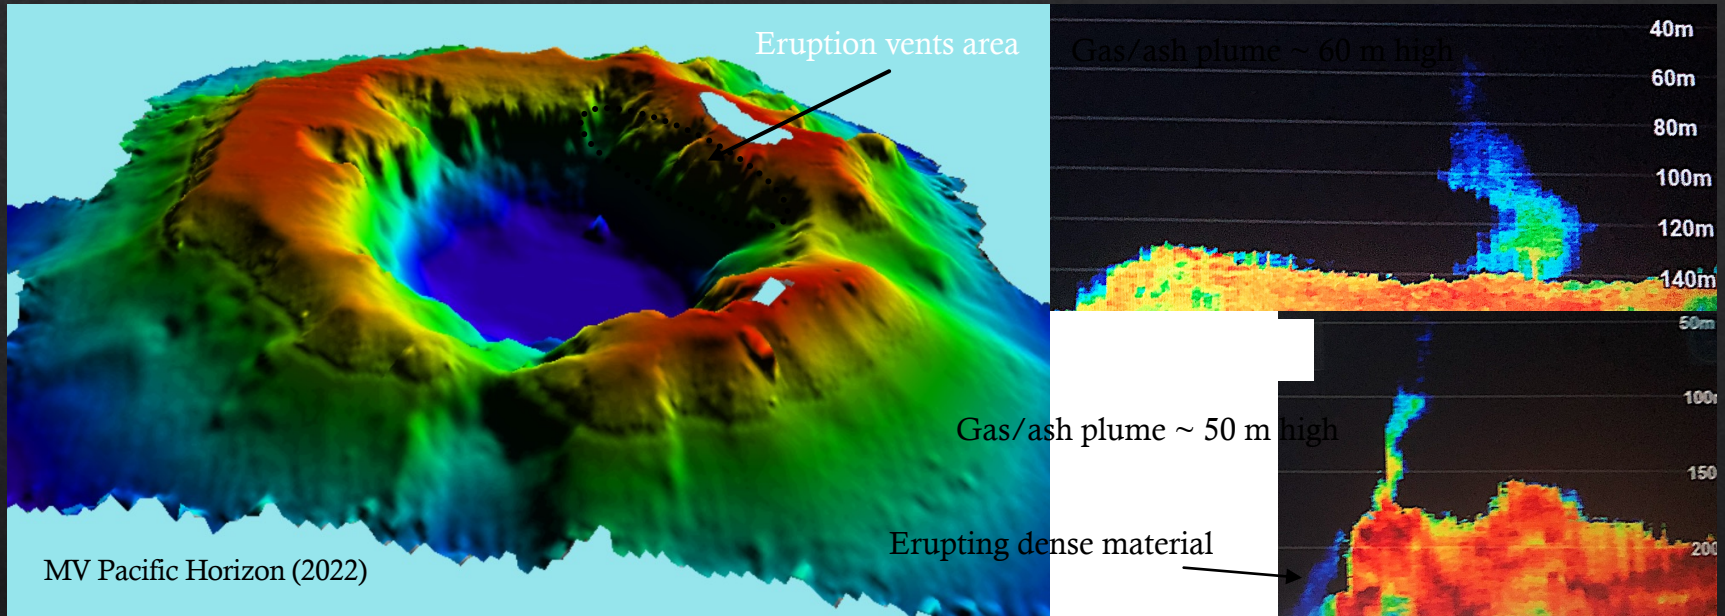 Eruption vents area
Gas/ash plume ~ 60 m high
40m
60m
80m
100m
120m
140m
50m
100
Gas/ash plume ~ 50 m high
150
Erupting dense material
200
MV Pacific Horizon (2022)